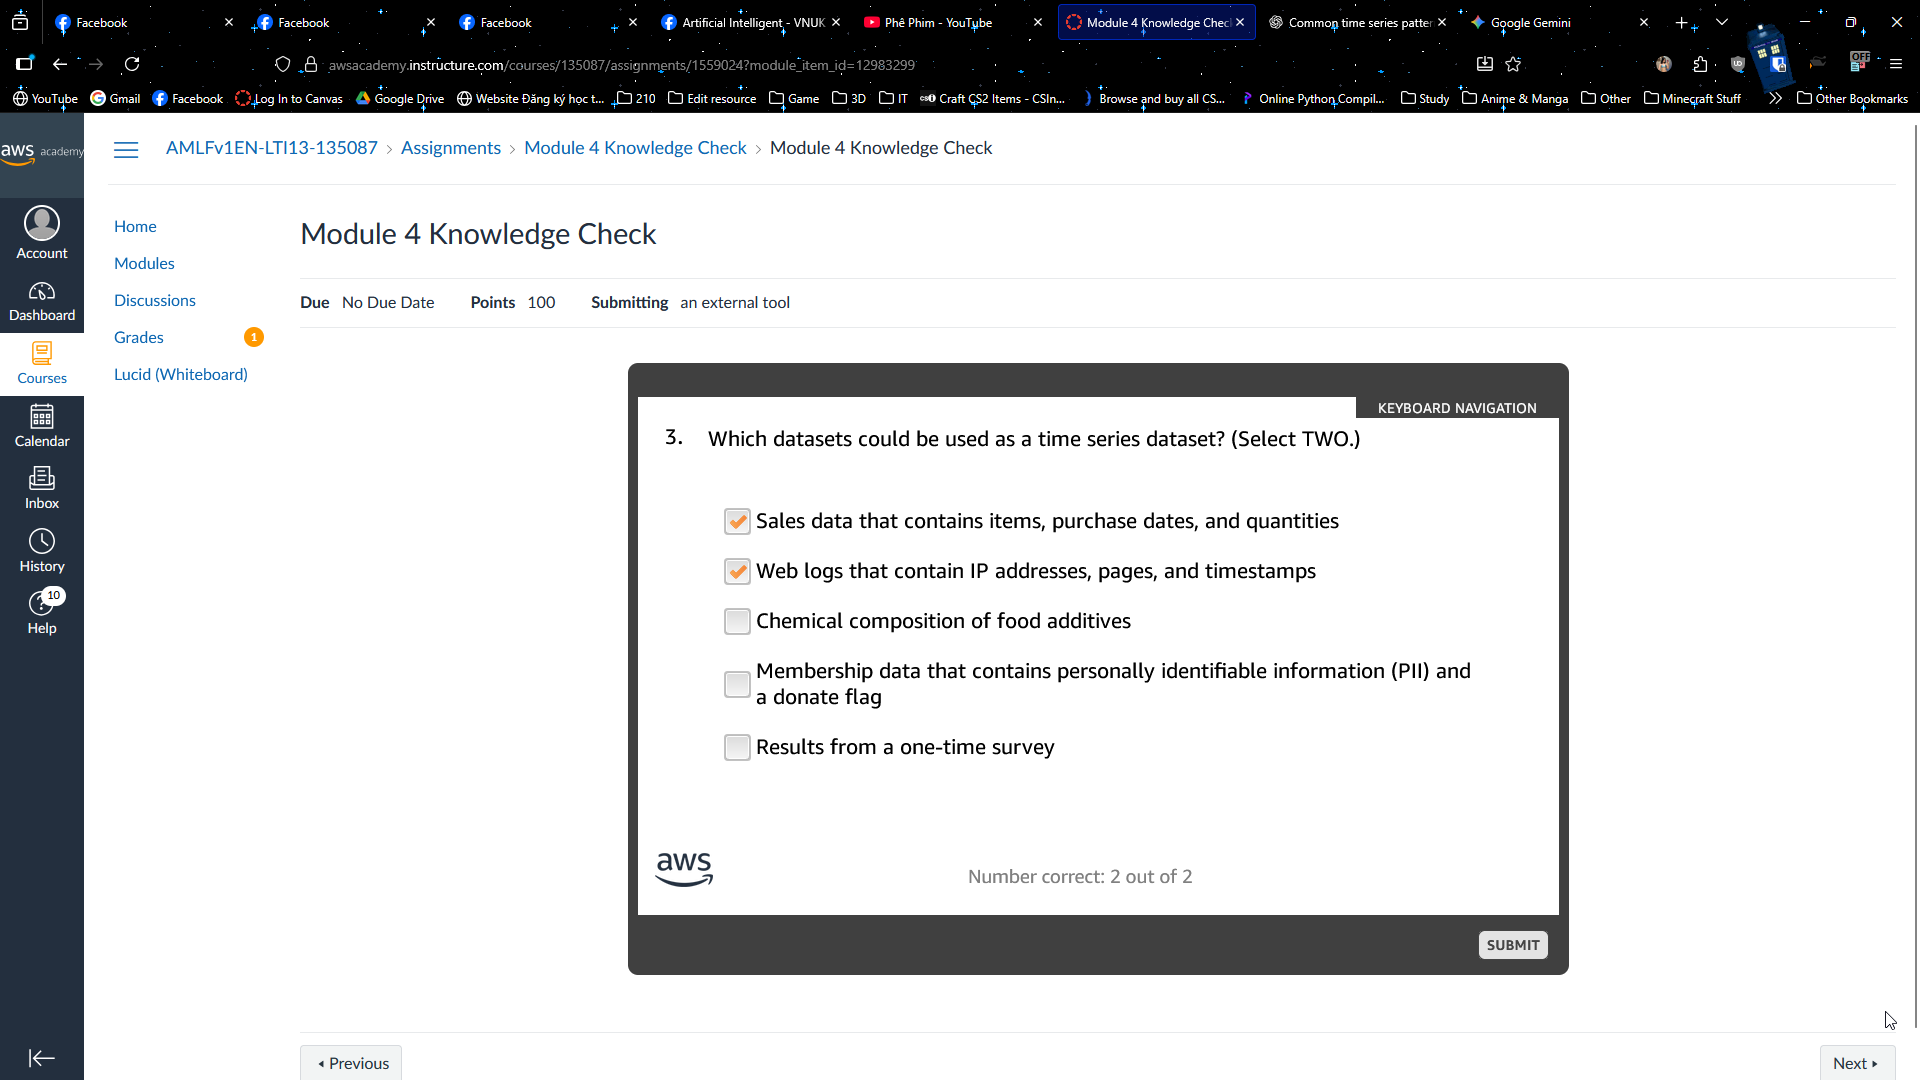 Facebook
Facebook
Facebook
Artificial Intelligent - VNUK
Phê Phim - YouTube
Module 4 Knowledge Chec
Common time series patter
Google Gemini
awsacademy.instructure.com/courses/135087/assignments/1559024?module_item_id=12983299
OFF
YouTube
Gmail
Facebook
Log In to Canvas
Google Drive
Website Đăng ký học t...
210
Edit resource
Game
3D
IT
Craft CS2 Items - CSIn...
Browse and buy all CS...
Online Python Compil...
Study
Anime & Manga
Other
Minecraft Stuff
Other Bookmarks
aws academy
AMLFv1EN-LTI13-135087 › Assignments › Module 4 Knowledge Check › Module 4 Knowledge Check
Account
Dashboard
Courses
Calendar
Inbox
History
10
Help
Home
Modules
Discussions
Grades 1
Lucid (Whiteboard)
Module 4 Knowledge Check
Due No Due Date Points 100 Submitting an external tool
KEYBOARD NAVIGATION
3. Which datasets could be used as a time series dataset? (Select TWO.)
Sales data that contains items, purchase dates, and quantities
Web logs that contain IP addresses, pages, and timestamps
Chemical composition of food additives
Membership data that contains personally identifiable information (PII) and
a donate flag
Results from a one-time survey
aws
Number correct: 2 out of 2
SUBMIT
Previous
Next